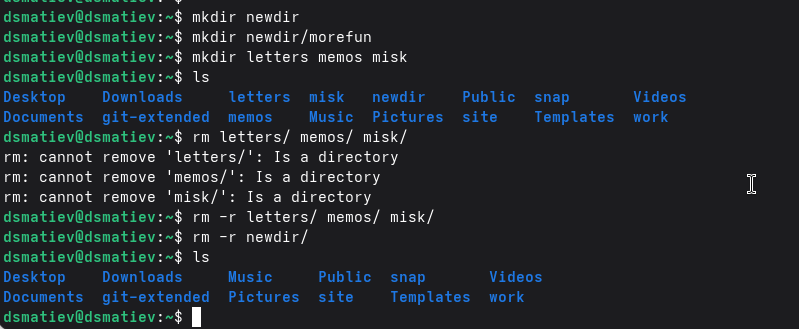 dsmatiev@dsmatiev:~$ mkdir newdir
dsmatiev@dsmatiev:~$ mkdir newdir/morefun
dsmatiev@dsmatiev:~$ mkdir letters memos misk
dsmatiev@dsmatiev:~$ ls
Desktop    Downloads     letters  misk   newdir    Public  snap       Videos
Documents  git-extended  memos    Music  Pictures  site    Templates  work
dsmatiev@dsmatiev:~$ rm letters/ memos/ misk/
rm: cannot remove 'letters/': Is a directory
rm: cannot remove 'memos/': Is a directory
rm: cannot remove 'misk/': Is a directory
dsmatiev@dsmatiev:~$ rm -r letters/ memos/ misk/
dsmatiev@dsmatiev:~$ rm -r newdir/
dsmatiev@dsmatiev:~$ ls
Desktop    Downloads     Music     Public  snap       Videos
Documents  git-extended  Pictures  site    Templates  work
dsmatiev@dsmatiev:~$